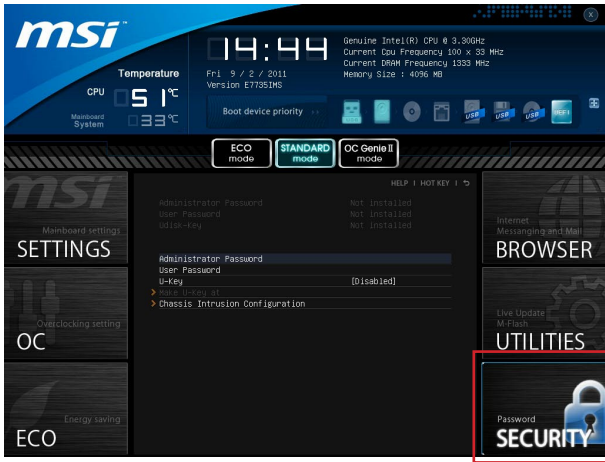 msi
14:44
Temperature
Fri 9 / 2 / 2011
Version E7735IMS
CPU 51°C
Mainboard
System 33°C
Genuine Intel(R) CPU @ 3.30GHz
Current Cpu Frequency 100 x 33 MHz
Current DRAM Frequency 1333 MHz
Memory Size : 4096 MB
Boot device priority
USB
USB
USB
UEFI
ECO
mode
STANDARD
mode
OC Genie II
mode
HELP | HOT KEY |
msi
Mainboard settings
SETTINGS
Overclocking setting
OC
Energy saving
ECO
Administrator Password Not installed
User Password Not installed
Udisk-Key Not installed
Administrator Password
User Password
U-Key [Disabled]
Make U-Key at
Chassis Intrusion Configuration
Internet
Messanging and Mail
BROWSER
Live Update
M-Flash
UTILITIES
Password
SECURITY